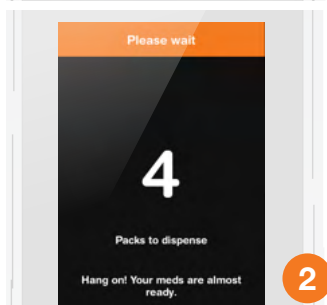 Please wait
4
Packs to dispense
Hang on! Your meds are almost
ready.
2